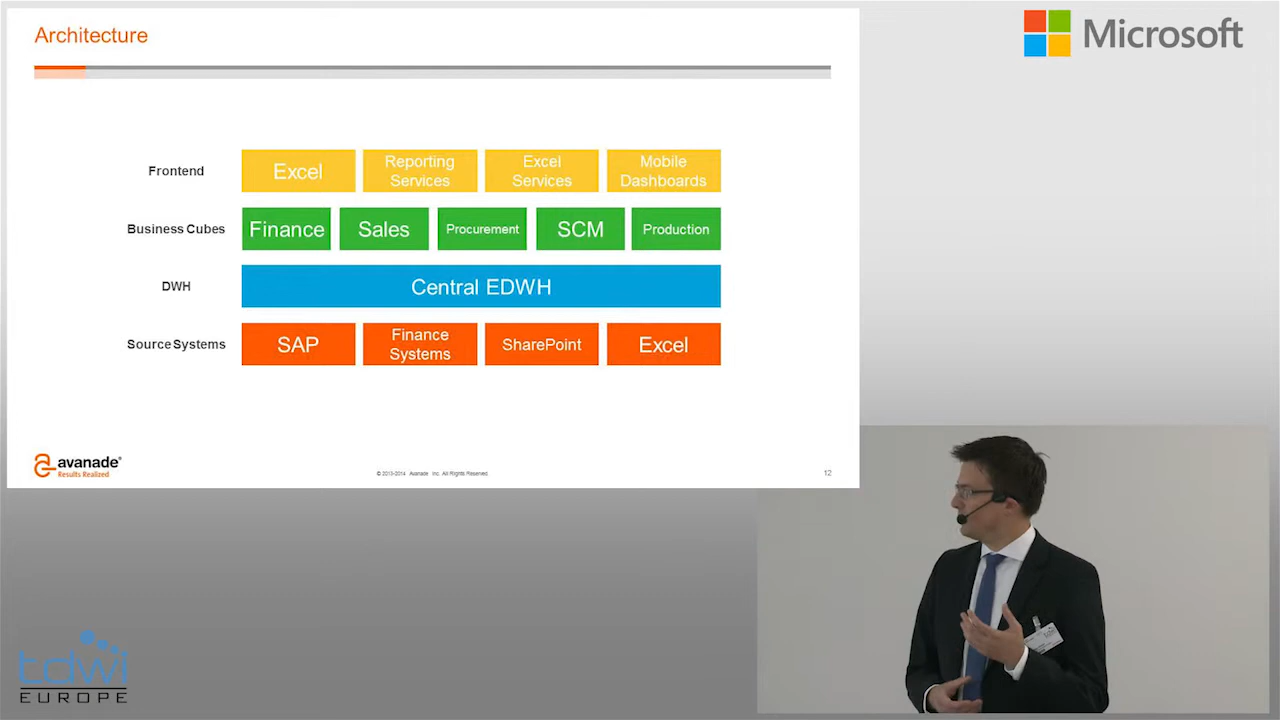 Architecture
Microsoft
Frontend
Excel
Reporting
Services
Excel
Services
Mobile
Dashboards
Business Cubes
Finance
Sales
Procurement
SCM
Production
DWH
Central EDWH
Source Systems
SAP
Finance
Systems
SharePoint
Excel
avanade®
Results Realized
© 2013-2014 Avanade Inc. All Rights Reserved.
12
tdwi
EUROPE